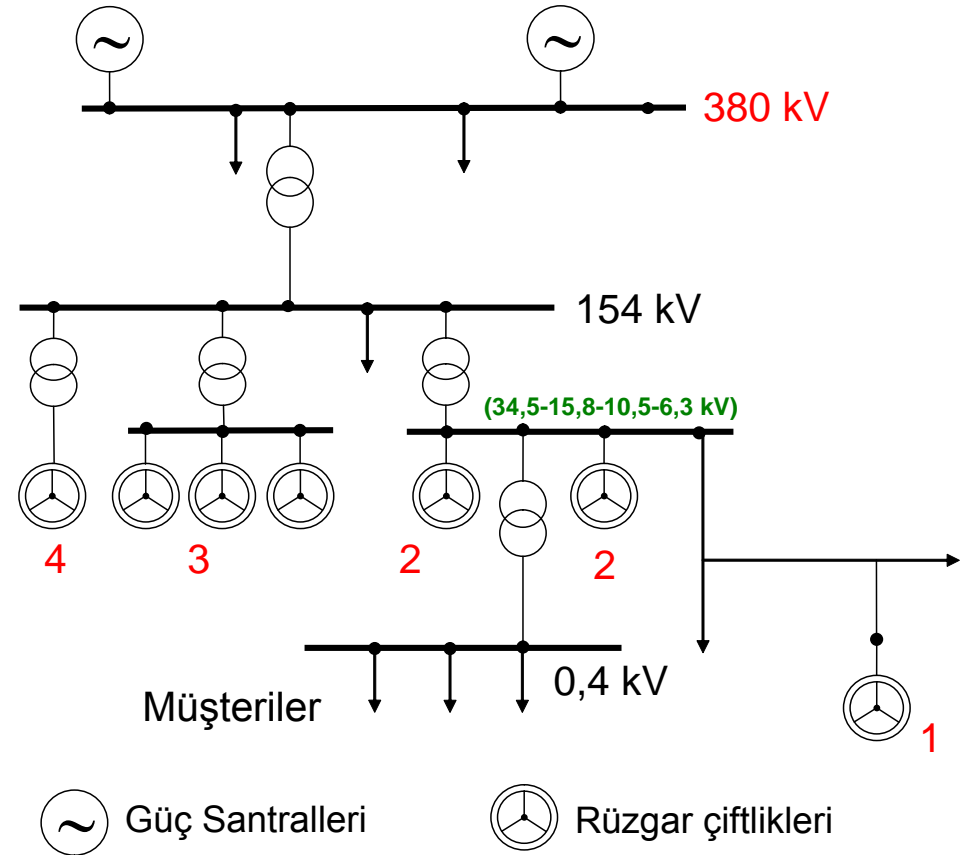 380 kV
154 kV
(34,5-15,8-10,5-6,3 kV)
4
3
2
2
0,4 kV
Müşteriler
1
~ Güç Santralleri
Rüzgar çiftlikleri